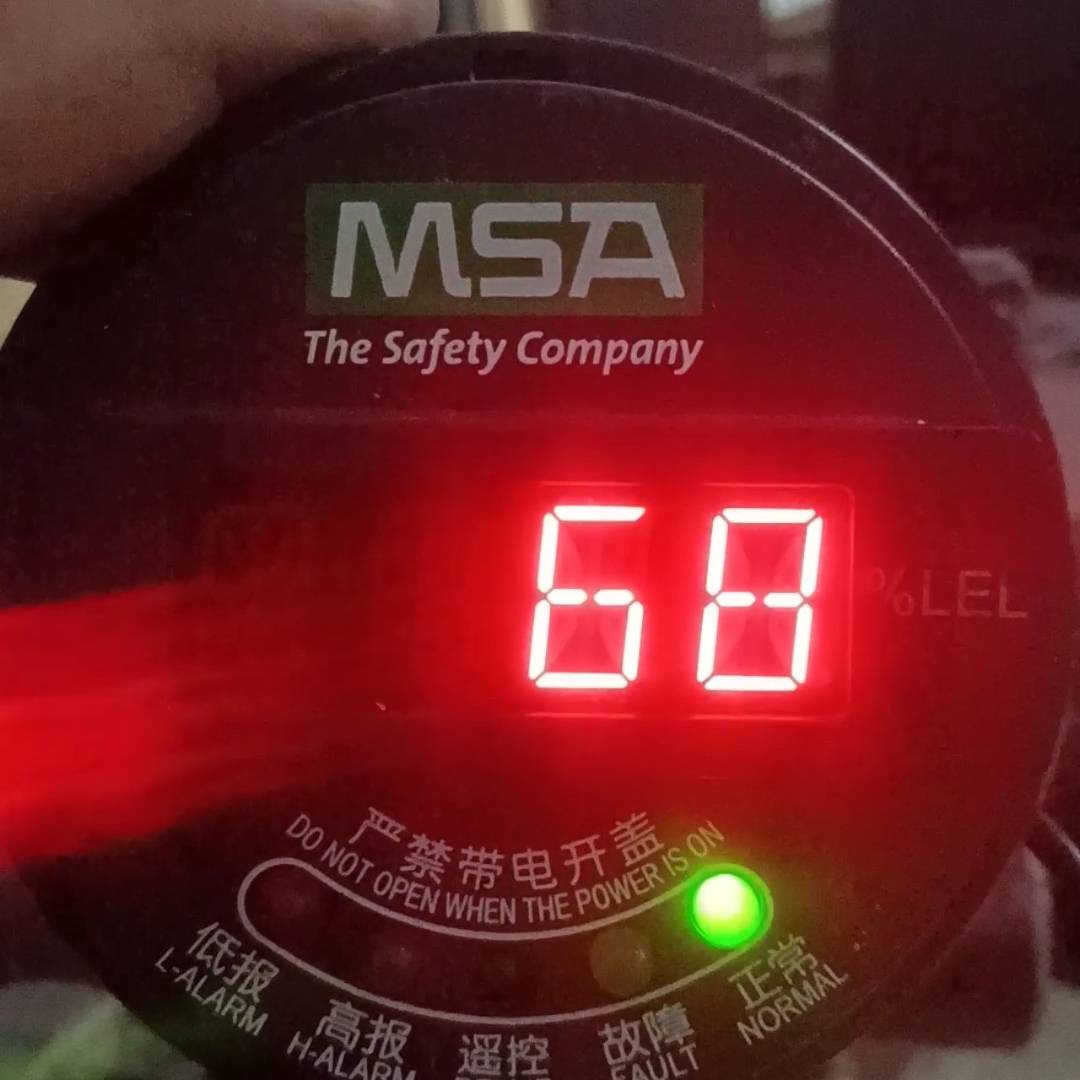 MSA
The Safety Company
68
%LEL
严禁带电开盖
DO NOT OPEN WHEN THE POWER IS ON
低报
L-ALARM
高报
H-ALARM
遥控
故障
FAULT
正常
NORMAL